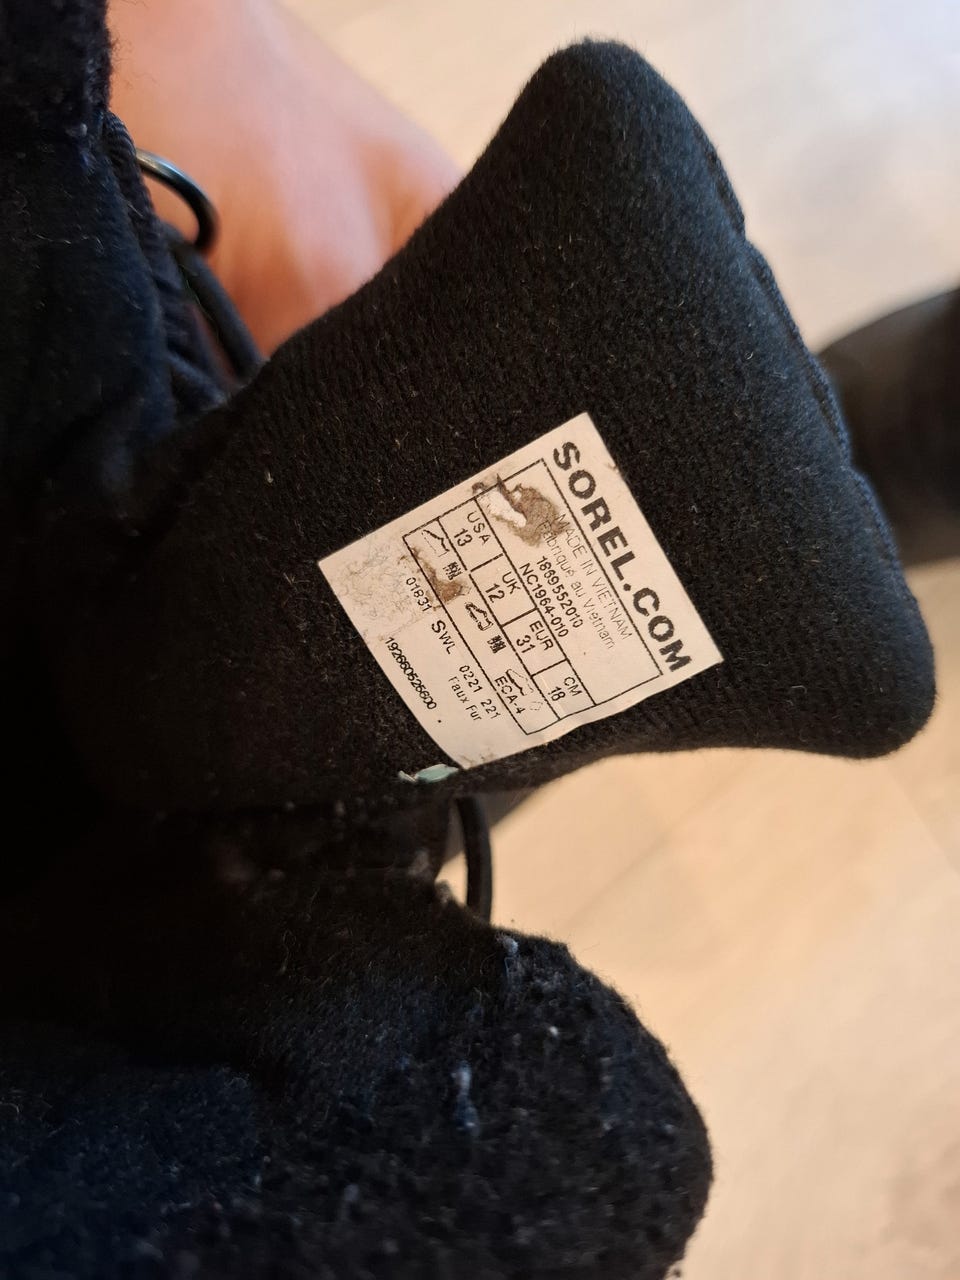 SOREL.COM
MADE IN VIETNAM
Fabriqué au Vietnam
1869552010
NC1964-010
USA UK EUR CM
13 12 31 18
ECA-4
01831 SWL 0221 221
Faux Fur
192660526600